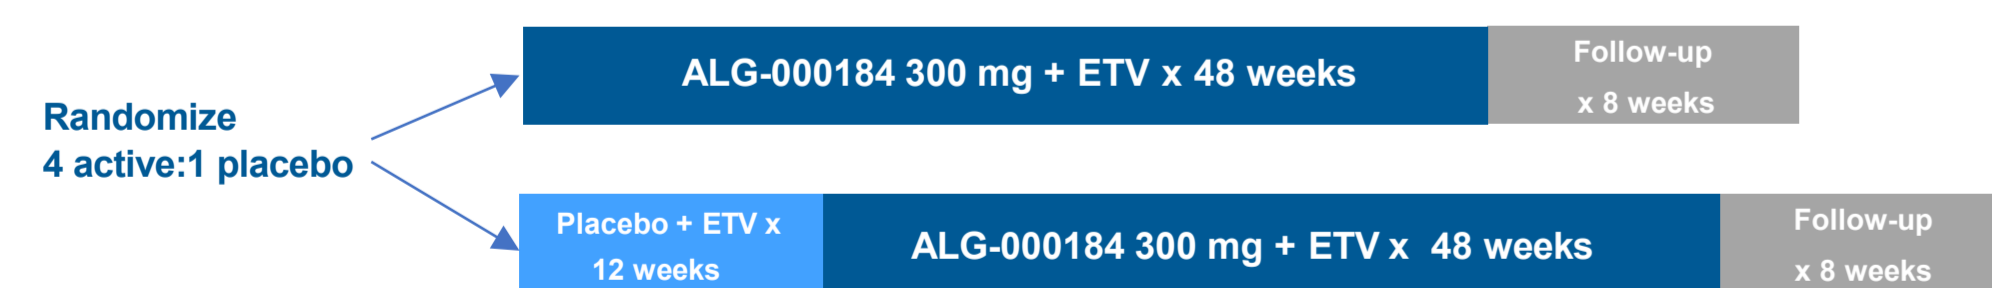 Randomize
4 active:1 placebo
ALG-000184 300 mg + ETV x 48 weeks
Follow-up
x 8 weeks
Placebo + ETV x
12 weeks
ALG-000184 300 mg + ETV x 48 weeks
Follow-up
x 8 weeks